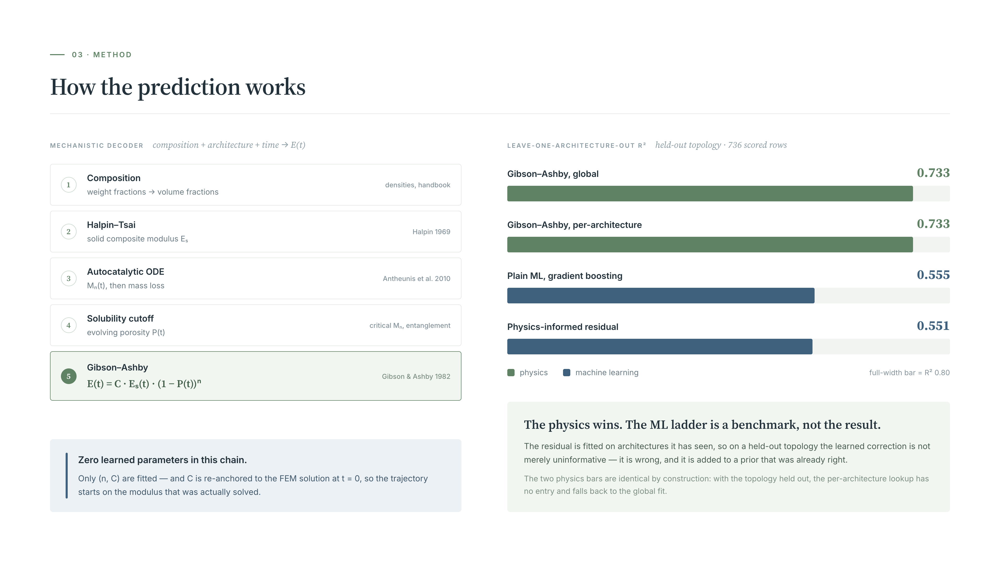 03 · METHOD
How the prediction works
MECHANISTIC DECODER composition + architecture + time → E(t)
1
Composition
weight fractions → volume fractions
densities, handbook
2
Halpin–Tsai
solid composite modulus Eₛ
Halpin 1969
3
Autocatalytic ODE
Mₙ(t), then mass loss
Antheunis et al. 2010
4
Solubility cutoff
evolving porosity P(t)
critical Mₙ, entanglement
5
Gibson–Ashby
E(t) = C · Eₛ(t) · (1 − P(t))ⁿ
Gibson & Ashby 1982
Zero learned parameters in this chain.
Only (n, C) are fitted — and C is re-anchored to the FEM solution at t = 0, so the trajectory
starts on the modulus that was actually solved.
LEAVE-ONE-ARCHITECTURE-OUT R² held-out topology · 736 scored rows
Gibson–Ashby, global 0.733
Gibson–Ashby, per-architecture 0.733
Plain ML, gradient boosting 0.555
Physics-informed residual 0.551
physics machine learning full-width bar = R² 0.80
The physics wins. The ML ladder is a benchmark, not the result.
The residual is fitted on architectures it has seen, so on a held-out topology the learned correction is not
merely uninformative — it is wrong, and it is added to a prior that was already right.
The two physics bars are identical by construction: with the topology held out, the per-architecture lookup has
no entry and falls back to the global fit.